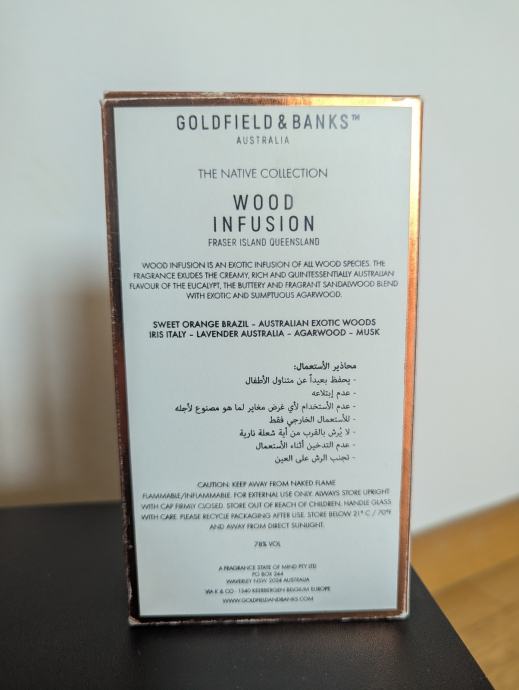 GOLDFIELD & BANKS™
AUSTRALIA
THE NATIVE COLLECTION
WOOD
INFUSION
FRASER ISLAND QUEENSLAND
WOOD INFUSION IS AN EXOTIC INFUSION OF ALL WOOD SPECIES. THE
FRAGRANCE EXUDES THE CREAMY, RICH AND QUINTESSENTIALLY AUSTRALIAN
FLAVOUR OF THE EUCALYPT, THE BUTTERY AND FRAGRANT SANDALWOOD BLEND
WITH EXOTIC AND SUMPTUOUS AGARWOOD.
SWEET ORANGE BRAZIL – AUSTRALIAN EXOTIC WOODS
IRIS ITALY – LAVENDER AUSTRALIA – AGARWOOD – MUSK
محاذير الأستعمال:
- يحفظ بعيداً عن متناول الأطفال
- عدم إبتلاعه
- عدم الأستخدام لأي غرض مغاير لما هو مصنوع لأجله
- للأستعمال الخارجي فقط
- لا يُرش بالقرب من أية شعلة نارية
- عدم التدخين أثناء الأستعمال
- تجنب الرش على العين
CAUTION: KEEP AWAY FROM NAKED FLAME
FLAMMABLE/INFLAMMABLE. FOR EXTERNAL USE ONLY. ALWAYS STORE UPRIGHT
WITH CAP FIRMLY CLOSED. STORE OUT OF REACH OF CHILDREN. HANDLE GLASS
WITH CARE. PLEASE RECYCLE PACKAGING AFTER USE. STORE BELOW 21° C / 70°F
AND AWAY FROM DIRECT SUNLIGHT.
78% VOL
A FRAGRANCE STATE OF MIND PTY LTD
PO BOX 244
WAVERLEY NSW 2024 AUSTRALIA
VIA K & CO - 1540 KEERBERGEN BELGIUM EUROPE
WWW.GOLDFIELDANDBANKS.COM